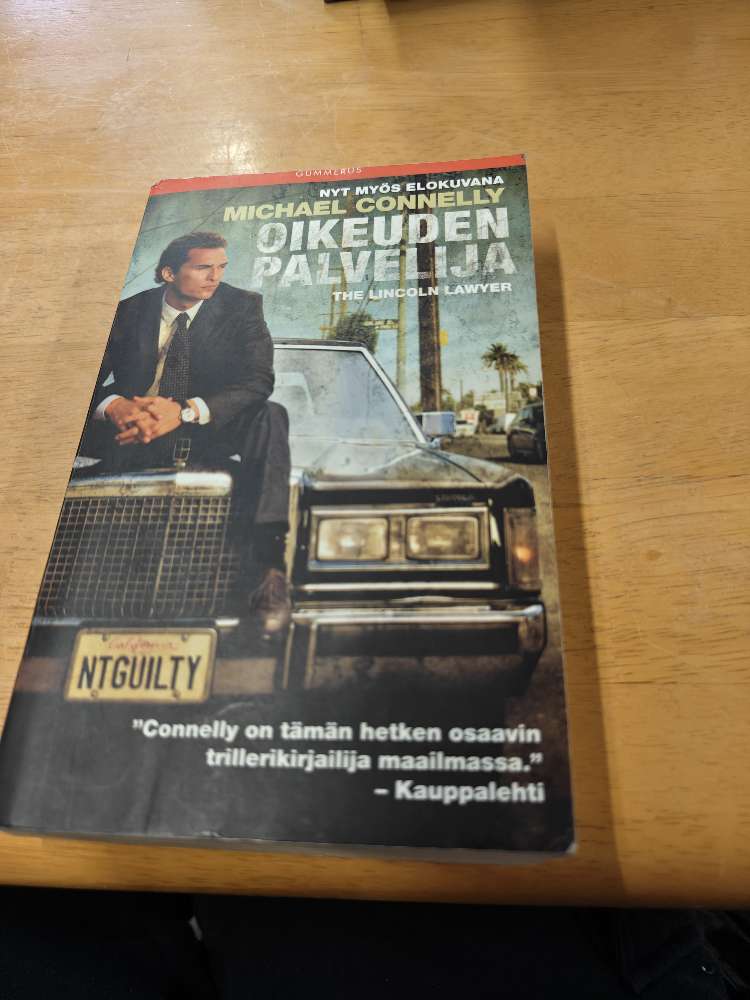 GUMMERUS
NYT MYÖS ELOKUVANA
MICHAEL CONNELLY
OIKEUDEN
PALVELIJA
THE LINCOLN LAWYER
LINCOLN
California
NTGUILTY
”Connelly on tämän hetken osaavin
trillerikirjailija maailmassa.”
– Kauppalehti